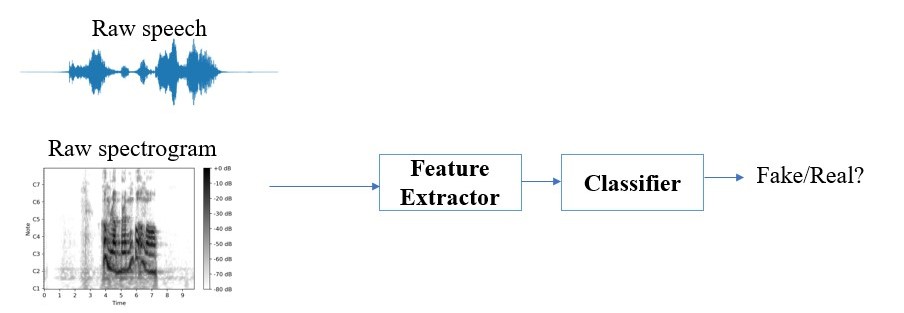 Raw speech
Raw spectrogram
+0 dB
-10 dB
-20 dB
-30 dB
-40 dB
-50 dB
-60 dB
-70 dB
-80 dB
C7
C6
C5
C4
C3
C2
C1
Note
0 1 2 3 4 5 6 7 8 9
Time
Feature
Extractor
Classifier
Fake/Real?